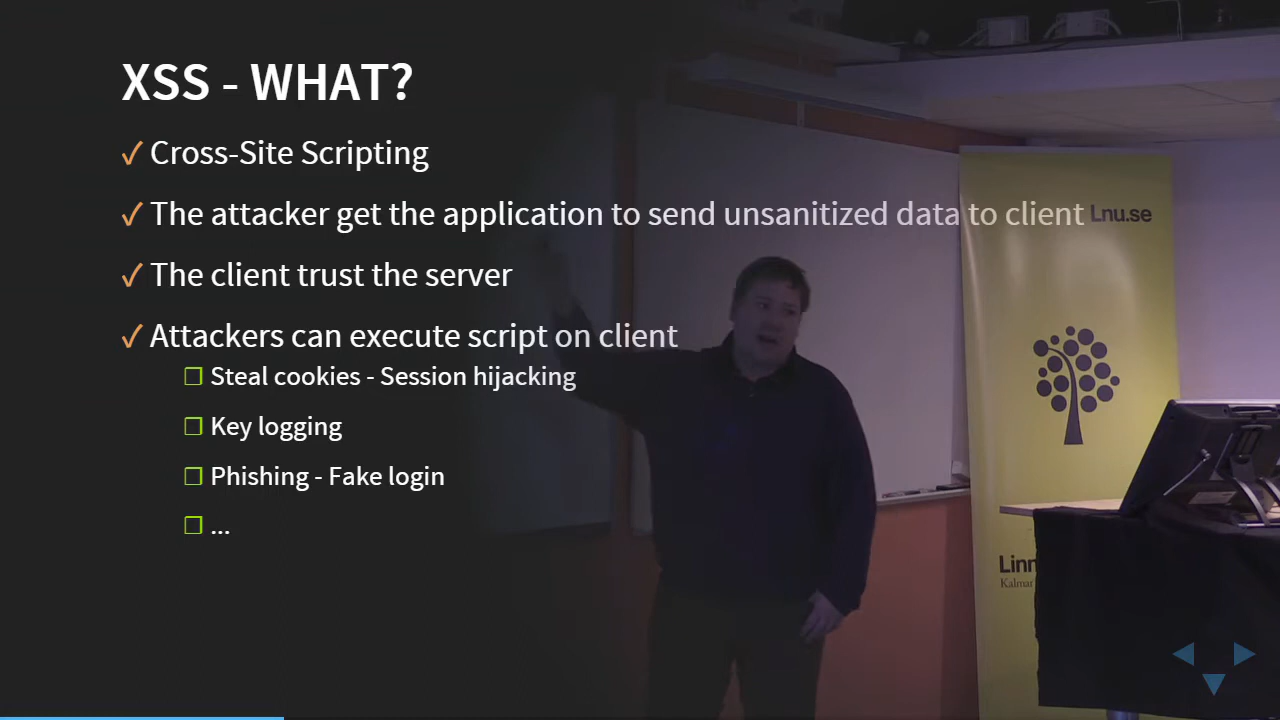 XSS - WHAT?
✓ Cross-Site Scripting
✓ The attacker get the application to send unsanitized data to client
Lnu.se
✓ The client trust the server
✓ Attackers can execute script on client
❒ Steal cookies - Session hijacking
❒ Key logging
❒ Phishing - Fake login
❒ ...
Kalmar